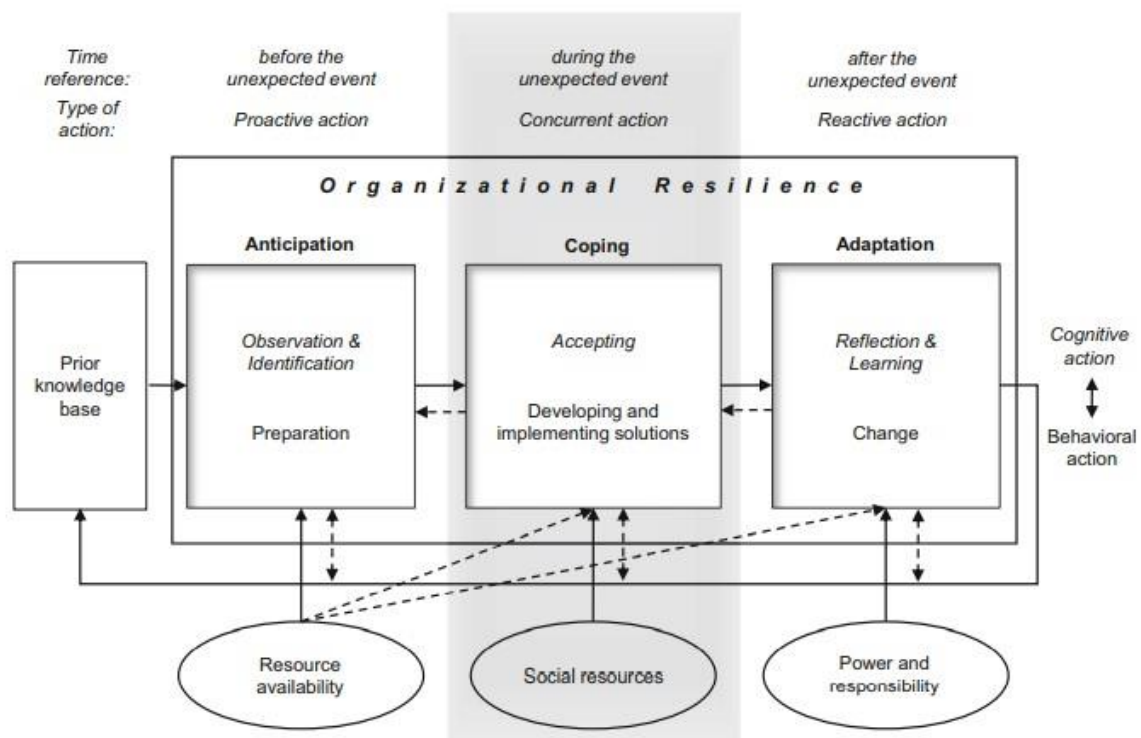 Time reference:
before the unexpected event
during the unexpected event
after the unexpected event
Type of action:
Proactive action
Concurrent action
Reactive action
Organizational Resilience
Anticipation
Coping
Adaptation
Prior knowledge base
Observation & Identification
Preparation
Accepting
Developing and implementing solutions
Reflection & Learning
Change
Cognitive action
Behavioral action
Resource availability
Social resources
Power and responsibility